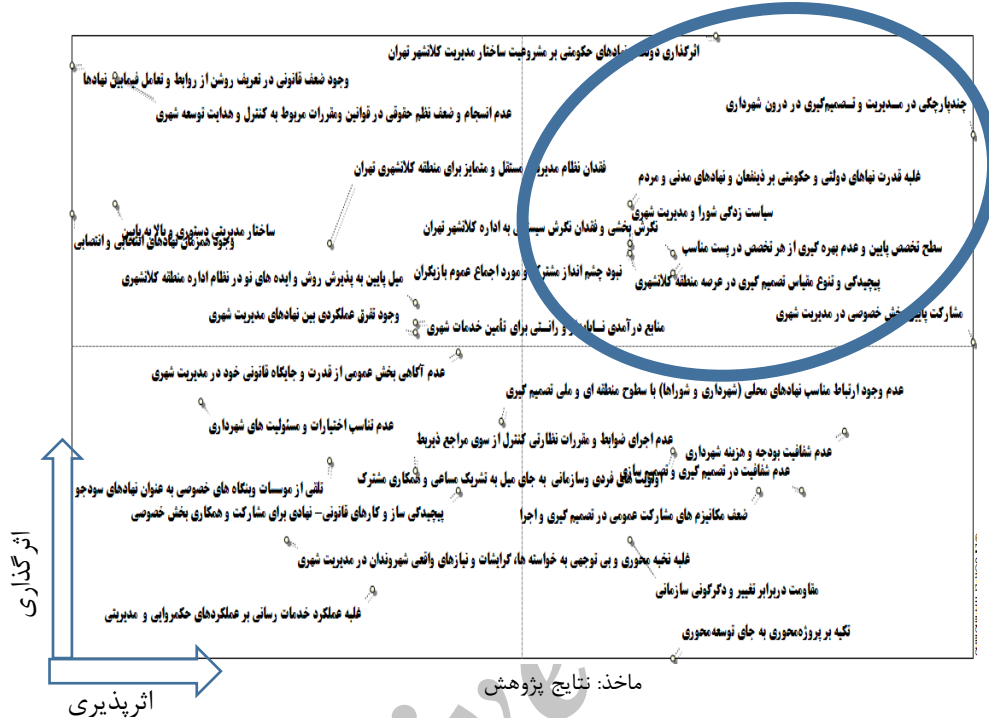 اثرگذاری دولت و نهادهای حکومتی بر مشروعیت ساختار مدیریت کلانشهر تهران
وجود ضعف قانونی در تعریف روشن از روابط و تعامل فیمابین نهادها
چندپارچگی در مــدیریت و تـصمیم‌گیری در درون شهرداری
عدم انسجام و ضعف نظم حقوقی در قوانین ومقررات مربوط به کنترل و هدایت توسعه شهری
فقدان نظام مدیریت مستقل و متمایز برای منطقه کلانشهری تهران
غلبه قدرت نهاهای دولتی و حکومتی بر ذینفعان و نهادهای مدنی و مردم
سیاست زدگی شورا و مدیریت شهری
نگرش بخشی و فقدان نگرش سیستمی به اداره کلانشهر تهران
ساختار مدیریتی دستوری و بالا به پایین
وجود همزمان نهادهای انتخابی و انتصابی
سطح تخصص پایین و عدم بهره گیری از هر تخصص در پست مناسب
نبود چشم انداز مشترک و مورد اجماع عموم بازیگران
میل پایین به پذیرش روش و ایده های نو در نظام اداره منطقه کلانشهری
پیچیدگی و تنوع مقیاس تصمیم گیری در عرصه منطقه کلانشهری
وجود تفرق عملکردی بین نهادهای مدیریت شهری
مشارکت پایین بخش خصوصی در مدیریت شهری
منابع درآمدی نــاپایدار و رانــتی برای تأمین خدمات شهری
عدم آگاهی بخش عمومی از قدرت و جایگاه قانونی خود در مدیریت شهری
عدم وجود ارتباط مناسب نهادهای محلی (شهرداری و شوراها) با سطوح منطقه ای و ملی تصمیم گیری
عدم تناسب اختیارات و مسئولیت های شهرداری
عدم اجرای ضوابط و مقررات نظارتی کنترل از سوی مراجع ذیربط
عدم شفافیت بودجه و هزینه شهرداری
عدم شفافیت در تصمیم گیری و تصمیم سازی
اولویت های فردی وسازمانی به جای میل به تشریک مساعی و همکاری مشترک
تلقی از موسسات وبنگاه های خصوصی به عنوان نهادهای سودجو
پیچیدگی ساز و کارهای قانونی– نهادی برای مشارکت و همکاری بخش خصوصی
ضعف مکانیزم های مشارکت عمومی در تصمیم گیری و اجرا
غلبه نخبه محوری و بی توجهی به خواسته ها، گرایشات و نیازهای واقعی شهروندان در مدیریت شهری
مقاومت دربرابر تغییر و دگرگونی سازمانی
غلبه عملکرد خدمات رسانی بر عملکردهای حکمروایی و مدیریتی
تکیه بر پروژه‌محوری به جای توسعه‌محوری
اثرگذاری
اثرپذیری
ماخذ: نتایج پژوهش